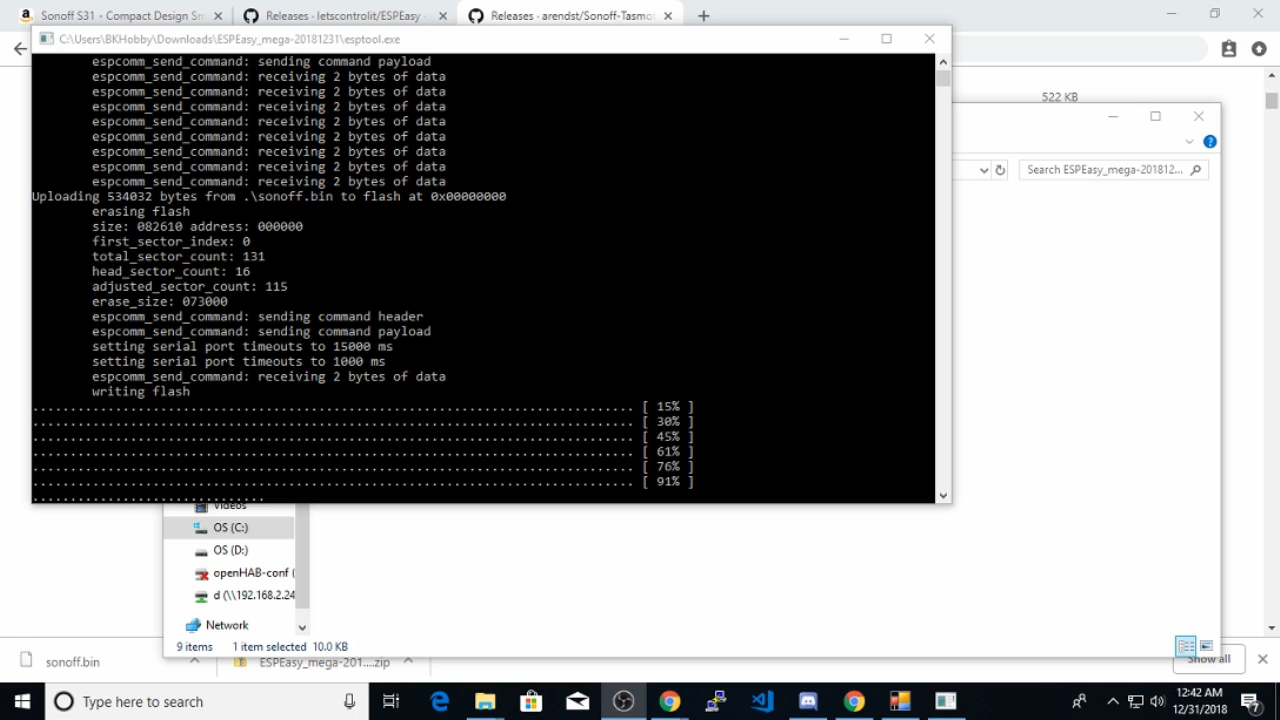 Sonoff S31 - Compact Design Sm
Releases · letscontrolit/ESPEasy
Releases · arendst/Sonoff-Tasmot
C:\Users\BKHobby\Downloads\ESPEasy_mega-20181231\esptool.exe
espcomm_send_command: sending command payload
espcomm_send_command: receiving 2 bytes of data
espcomm_send_command: receiving 2 bytes of data
espcomm_send_command: receiving 2 bytes of data
espcomm_send_command: receiving 2 bytes of data
espcomm_send_command: receiving 2 bytes of data
espcomm_send_command: receiving 2 bytes of data
espcomm_send_command: receiving 2 bytes of data
espcomm_send_command: receiving 2 bytes of data
Uploading 534032 bytes from .\sonoff.bin to flash at 0x00000000
erasing flash
size: 082610 address: 000000
first_sector_index: 0
total_sector_count: 131
head_sector_count: 16
adjusted_sector_count: 115
erase_size: 073000
espcomm_send_command: sending command header
espcomm_send_command: sending command payload
setting serial port timeouts to 15000 ms
setting serial port timeouts to 1000 ms
espcomm_send_command: receiving 2 bytes of data
writing flash
................................................................................ [ 15% ]
................................................................................ [ 30% ]
................................................................................ [ 45% ]
................................................................................ [ 61% ]
................................................................................ [ 76% ]
................................................................................ [ 91% ]
...............................
522 KB
Search ESPEasy_mega-201812...
Videos
OS (C:)
OS (D:)
openHAB-conf (
d (\\192.168.2.24
Network
9 items 1 item selected 10.0 KB
sonoff.bin
ESPEasy_mega-201....zip
Show all
Type here to search
12:42 AM
12/31/2018
7